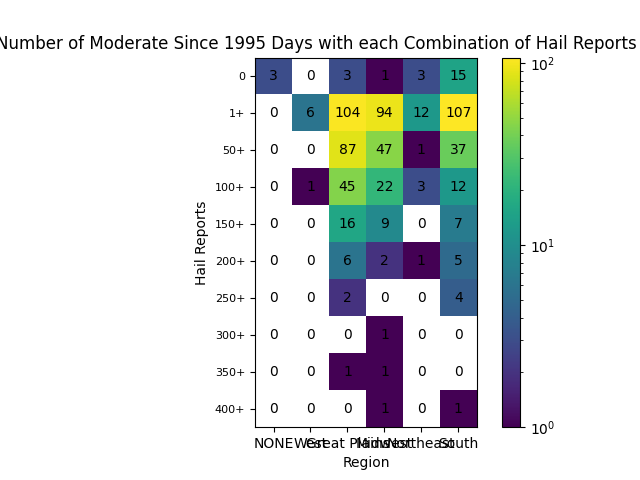 Number of Moderate Since 1995 Days with each Combination of Hail Reports
0 3 0 3 1 3 15
1+ 0 6 104 94 12 107
50+ 0 0 87 47 1 37
100+ 0 1 45 22 3 12
150+ 0 0 16 9 0 7
200+ 0 0 6 2 1 5
250+ 0 0 2 0 0 4
300+ 0 0 0 1 0 0
350+ 0 0 1 1 0 0
400+ 0 0 0 1 0 1
NONE West Great Plains Midwest Northeast South
Region
Hail Reports
10²
10¹
10⁰